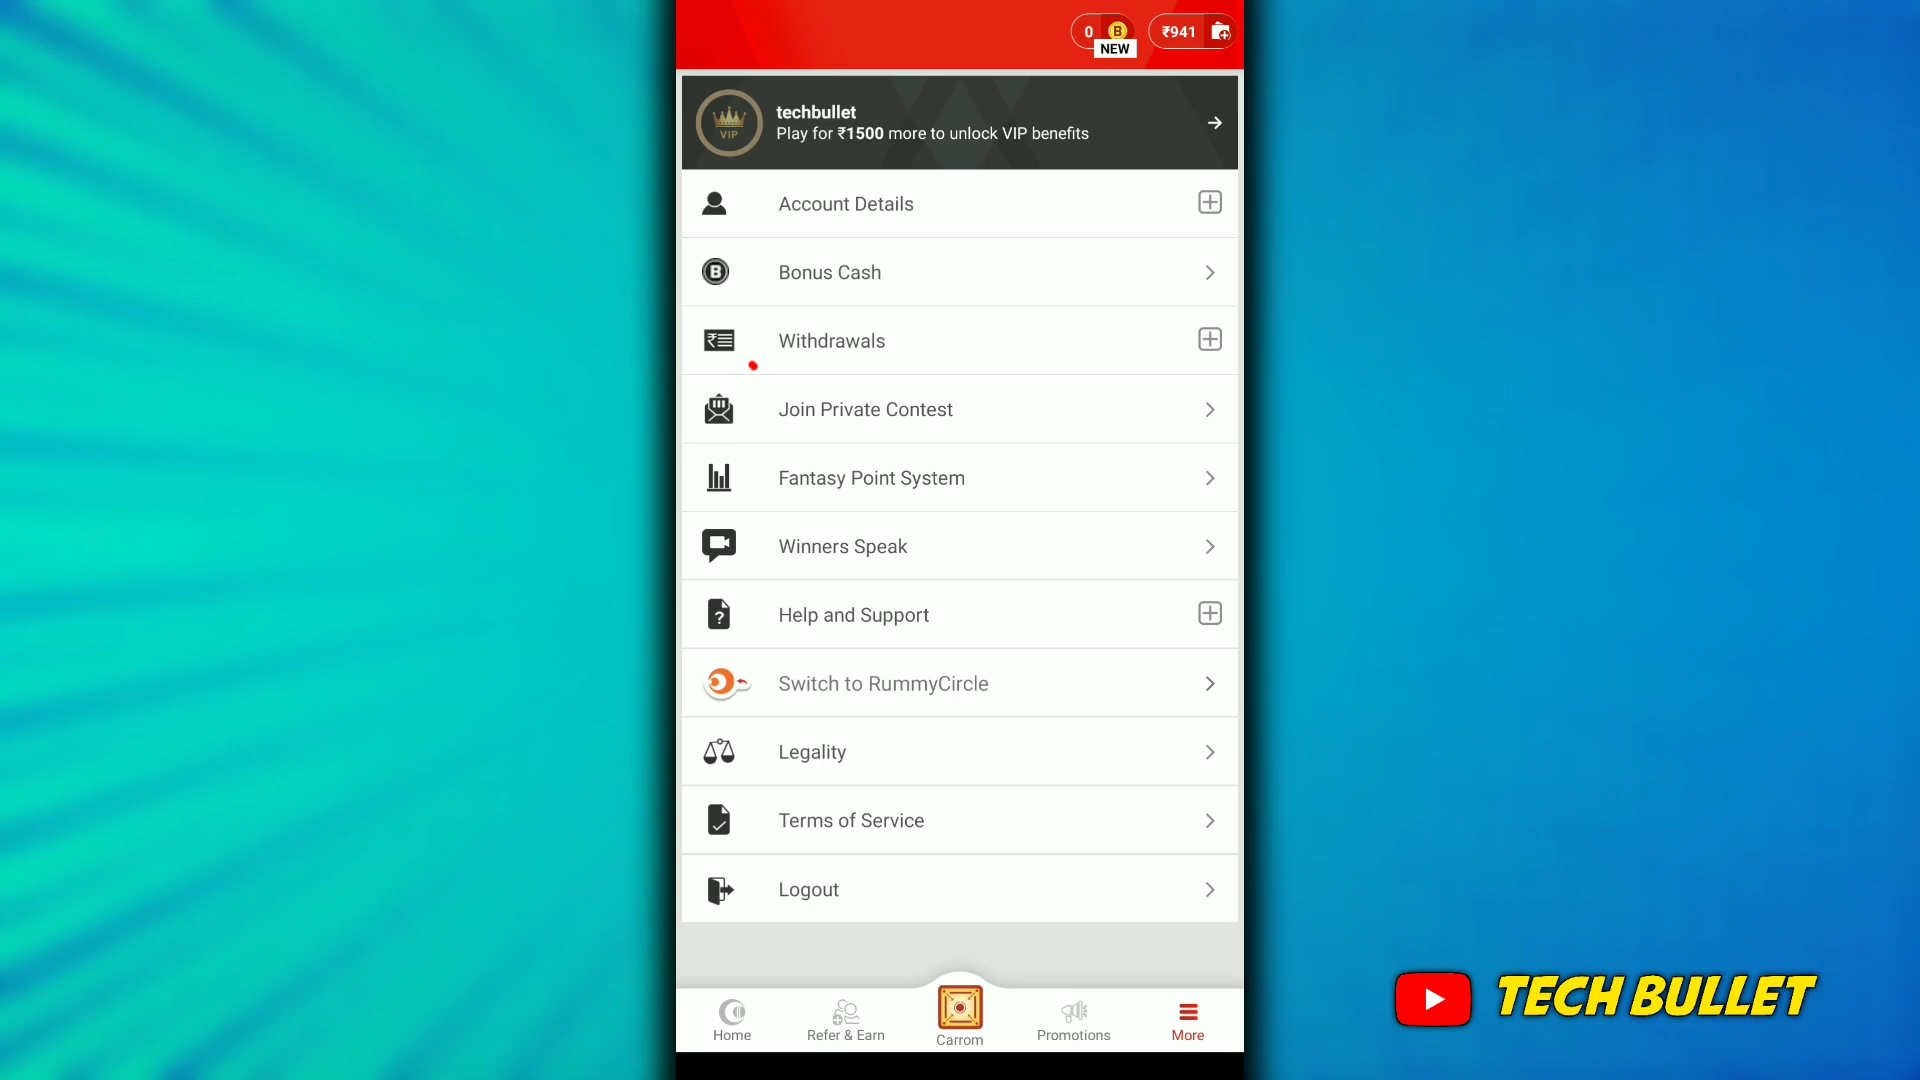 0 B
NEW
₹941
VIP
techbullet
Play for ₹1500 more to unlock VIP benefits
Account Details
B
Bonus Cash
₹
Withdrawals
Join Private Contest
Fantasy Point System
Winners Speak
?
Help and Support
Switch to RummyCircle
Legality
Terms of Service
Logout
Home
Refer & Earn
Carrom
Promotions
More
TECH BULLET